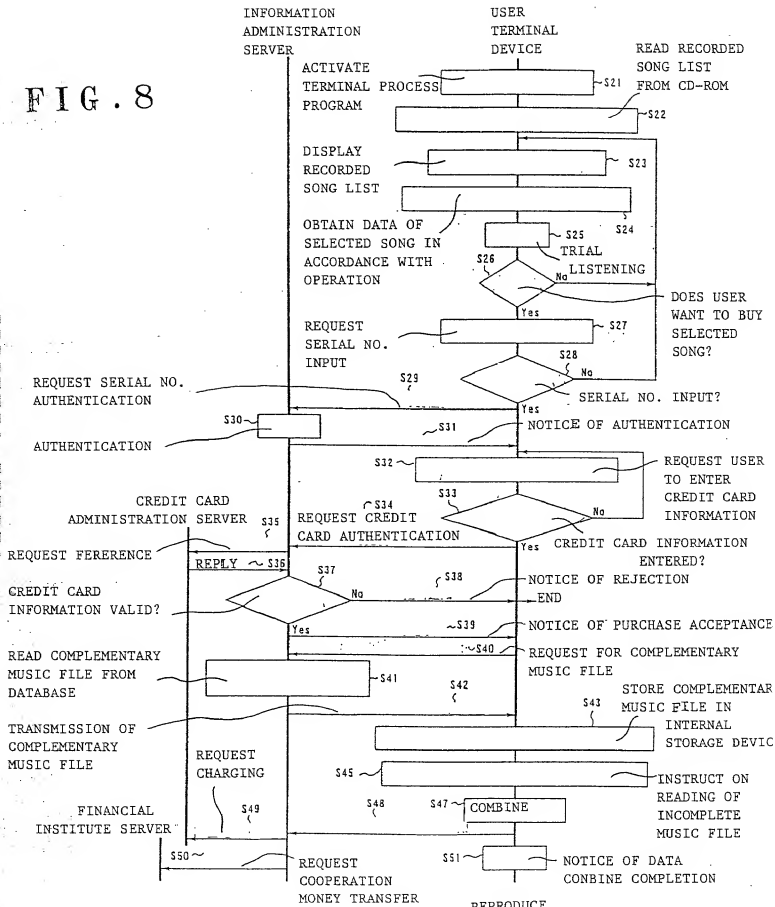 FIG.8
INFORMATION
ADMINISTRATION
SERVER
USER
TERMINAL
DEVICE
ACTIVATE
TERMINAL PROCESS
PROGRAM
S21
READ RECORDED
SONG LIST
FROM CD-ROM
S22
DISPLAY
RECORDED
SONG LIST
S23
S24
OBTAIN DATA OF
SELECTED SONG IN
ACCORDANCE WITH
OPERATION
S25
TRIAL
LISTENING
S26
No
Yes
DOES USER
WANT TO BUY
SELECTED
SONG?
REQUEST
SERIAL NO.
INPUT
S27
S28
No
SERIAL NO. INPUT?
Yes
REQUEST SERIAL NO.
AUTHENTICATION
S29
S30
AUTHENTICATION
S31
NOTICE OF AUTHENTICATION
S32
REQUEST USER
TO ENTER
CREDIT CARD
INFORMATION
S33
No
CREDIT CARD INFORMATION
ENTERED?
Yes
S34
REQUEST CREDIT
CARD AUTHENTICATION
CREDIT CARD
ADMINISTRATION SERVER
S35
REQUEST FERERENCE
REPLY
S36
S37
CREDIT CARD
INFORMATION VALID?
No
Yes
S38
NOTICE OF REJECTION
END
S39
NOTICE OF PURCHASE ACCEPTANCE
S40
REQUEST FOR COMPLEMENTARY
MUSIC FILE
READ COMPLEMENTARY
MUSIC FILE FROM
DATABASE
S41
S42
TRANSMISSION OF
COMPLEMENTARY
MUSIC FILE
S43
STORE COMPLEMENTAR
MUSIC FILE IN
INTERNAL
STORAGE DEVIC
S45
INSTRUCT ON
READING OF
INCOMPLETE
MUSIC FILE
S47
COMBINE
S48
REQUEST
CHARGING
S49
FINANCIAL
INSTITUTE SERVER
S50
REQUEST
COOPERATION
MONEY TRANSFER
S51
NOTICE OF DATA
CONBINE COMPLETION
REPRODUCE